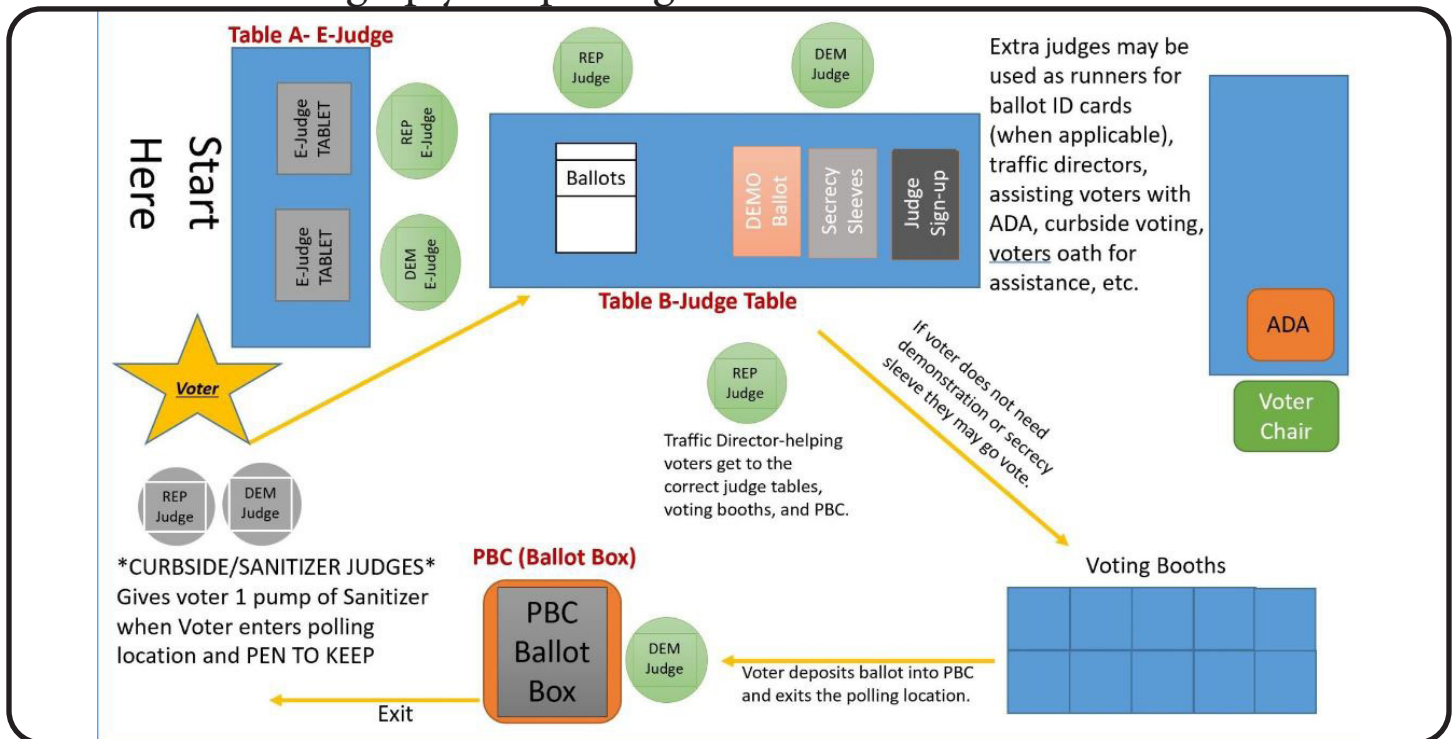 Table A- E-Judge
Start
Here
E-Judge
TABLET
REP
E-Judge
E-Judge
TABLET
DEM
E-Judge
Voter
REP
Judge
DEM
Judge
Ballots
DEMO
Ballot
Secrecy
Sleeves
Judge
Sign-up
Table B-Judge Table
Extra judges may be
used as runners for
ballot ID cards
(when applicable),
traffic directors,
assisting voters with
ADA, curbside voting,
voters oath for
assistance, etc.
ADA
Voter
Chair
REP
Judge
Traffic Director-helping
voters get to the
correct judge tables,
voting booths, and PBC.
If voter does not need
demonstration or secrecy
sleeve they may go vote.
REP
Judge
DEM
Judge
*CURBSIDE/SANITIZER JUDGES*
Gives voter 1 pump of Sanitizer
when Voter enters polling
location and PEN TO KEEP
Voting Booths
Voter deposits ballot into PBC
and exits the polling location.
DEM
Judge
PBC (Ballot Box)
PBC
Ballot
Box
Exit